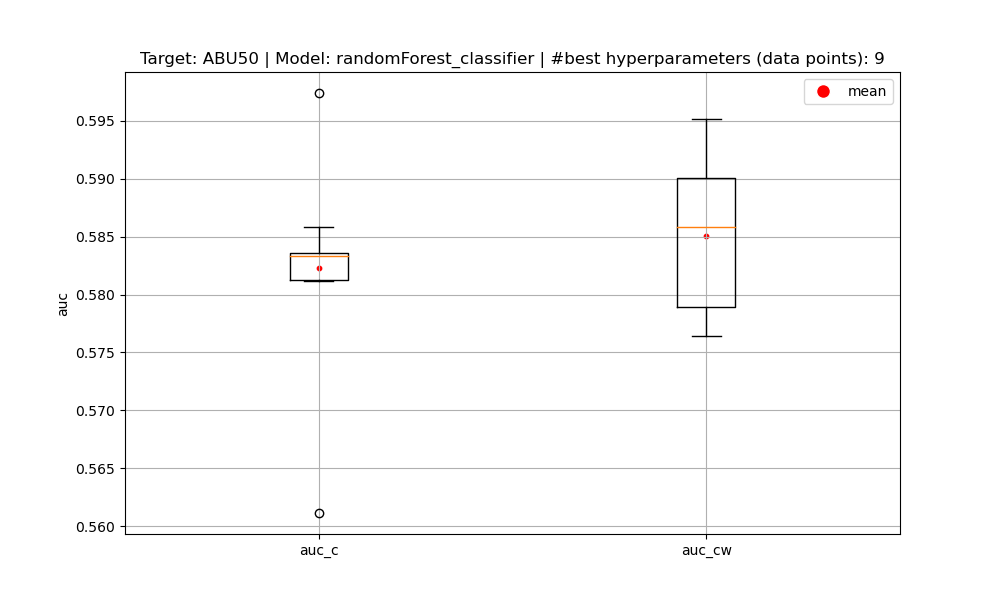 Target: ABU50 | Model: randomForest_classifier | #best hyperparameters (data points): 9
mean
0.595
0.590
0.585
0.580
0.575
0.570
0.565
0.560
auc
auc_c
auc_cw